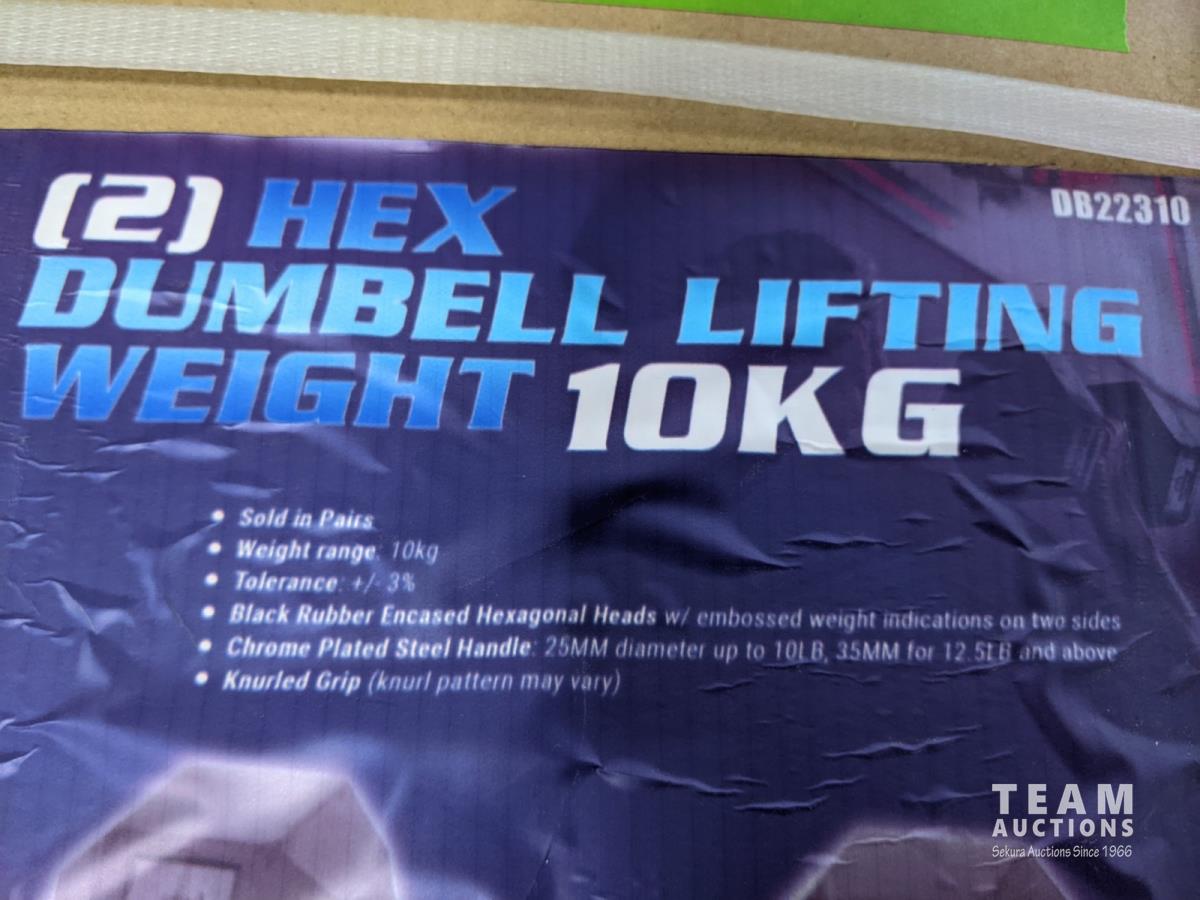 (2) HEX
DUMBELL LIFTING
WEIGHT 10KG
DB22310
• Sold in Pairs
• Weight range: 10kg
• Tolerance: +/- 3%
• Black Rubber Encased Hexagonal Heads w/ embossed weight indications on two sides
• Chrome Plated Steel Handle: 25MM diameter up to 10LB, 35MM for 12.5LB and above
• Knurled Grip (knurl pattern may vary)
TEAM
AUCTIONS
Sekura Auctions Since 1966